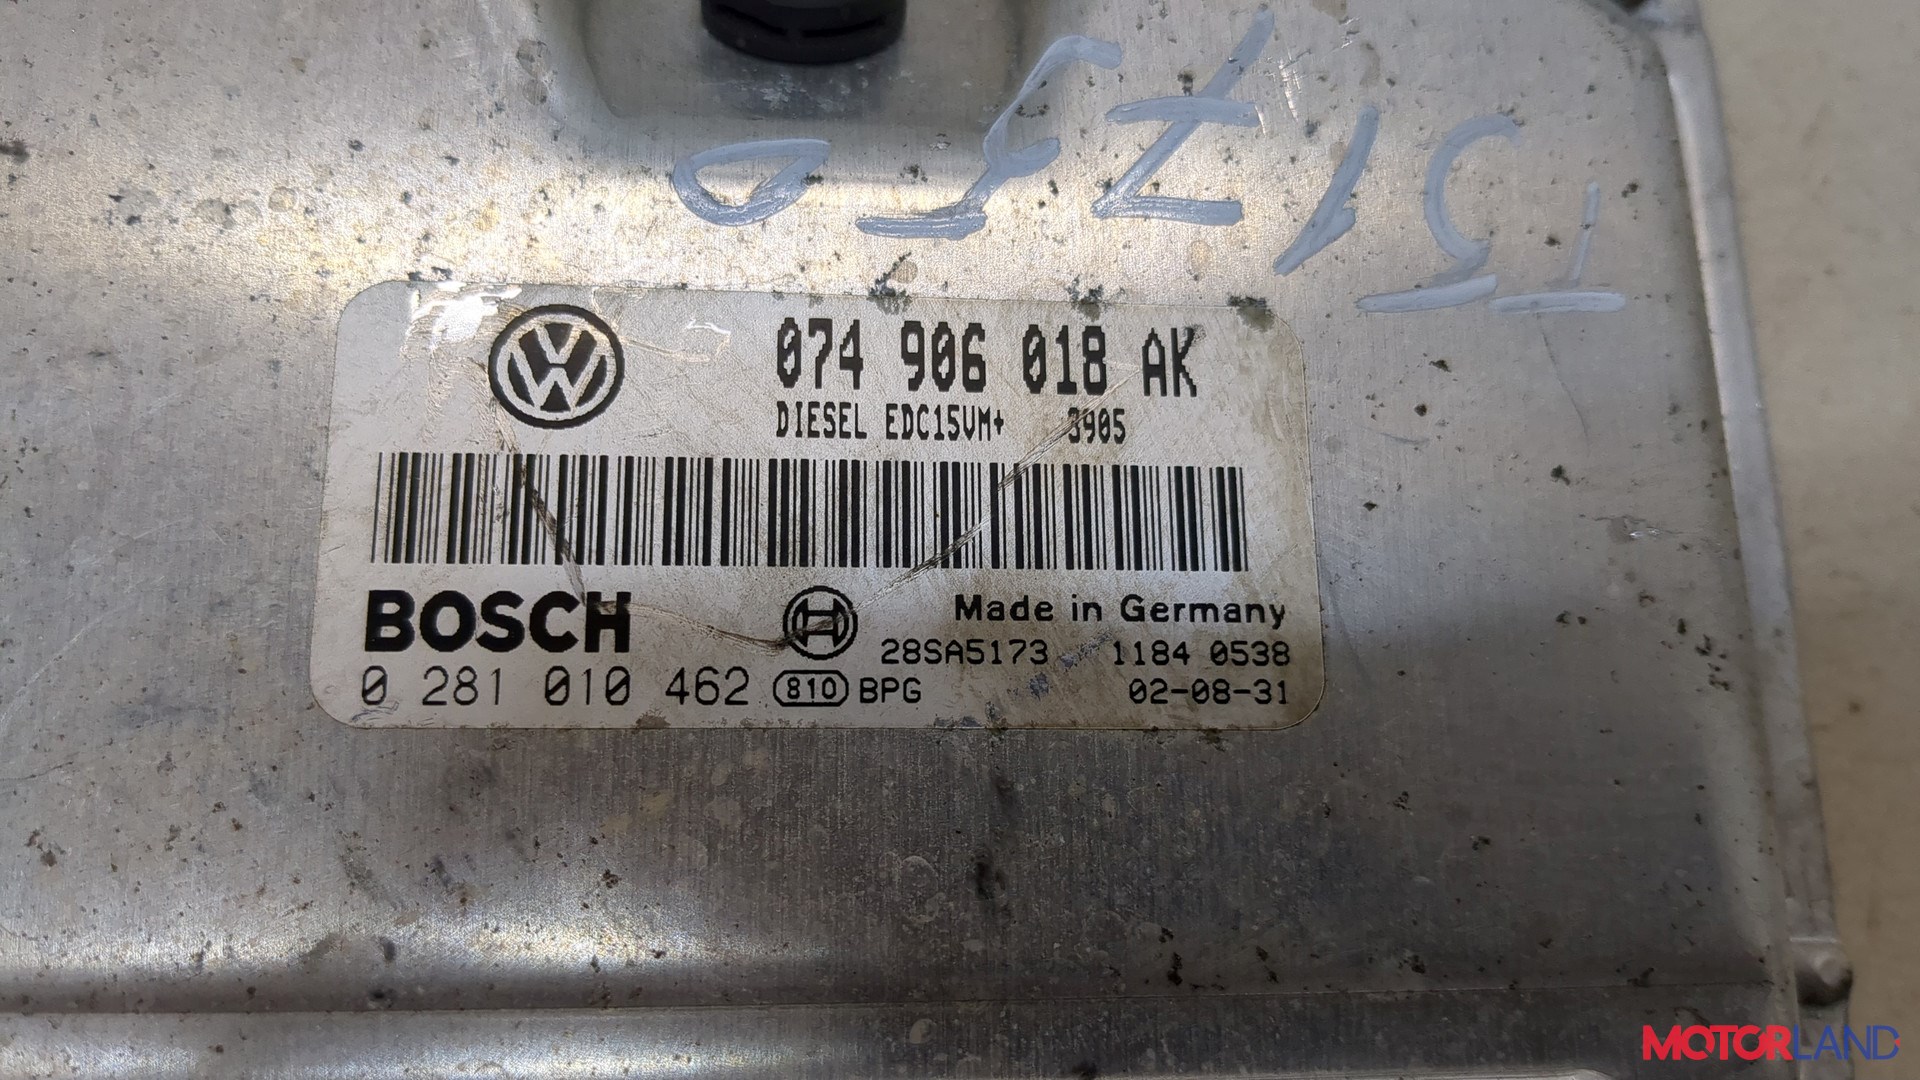 T51750
074 906 018 AK
DIESEL EDC15VM+ 3905
BOSCH
Made in Germany
28SA5173 1184 0538
0 281 010 462 810 BPG 02-08-31
MOTORLAND